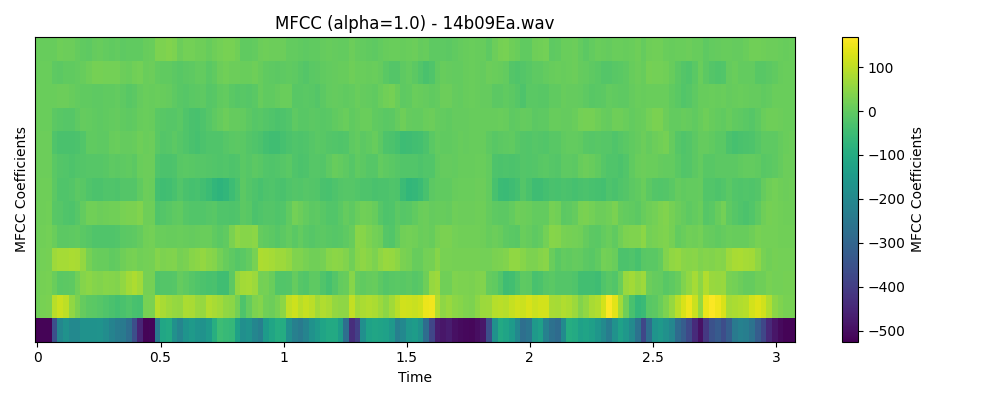 MFCC (alpha=1.0) - 14b09Ea.wav
MFCC Coefficients
0 0.5 1 1.5 2 2.5 3
Time
100
0
−100
−200
−300
−400
−500
MFCC Coefficients